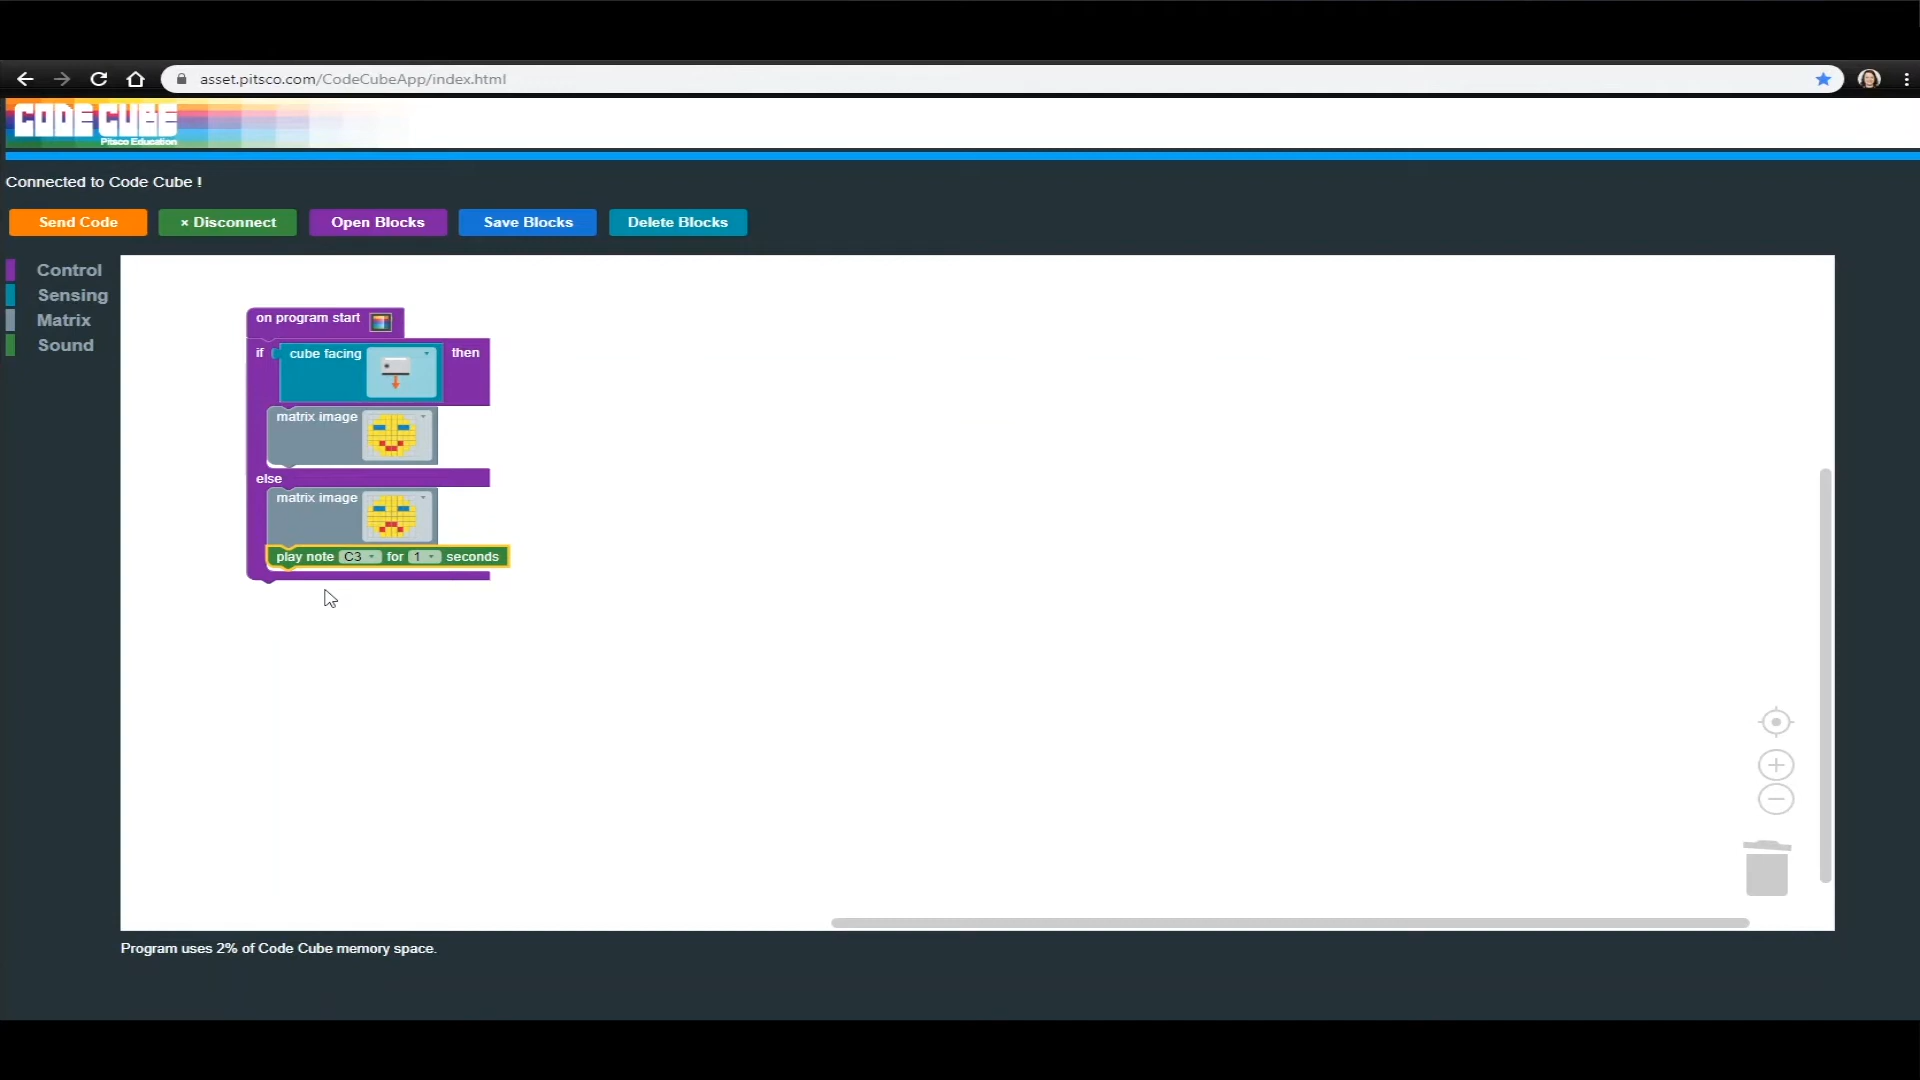 asset.pitsco.com/CodeCubeApp/index.html
CODE CUBE
Pitsco Education
Connected to Code Cube !
Send Code
× Disconnect
Open Blocks
Save Blocks
Delete Blocks
Control
Sensing
Matrix
Sound
on program start
if cube facing then
matrix image
else
matrix image
play note C3 for 1 seconds
Program uses 2% of Code Cube memory space.